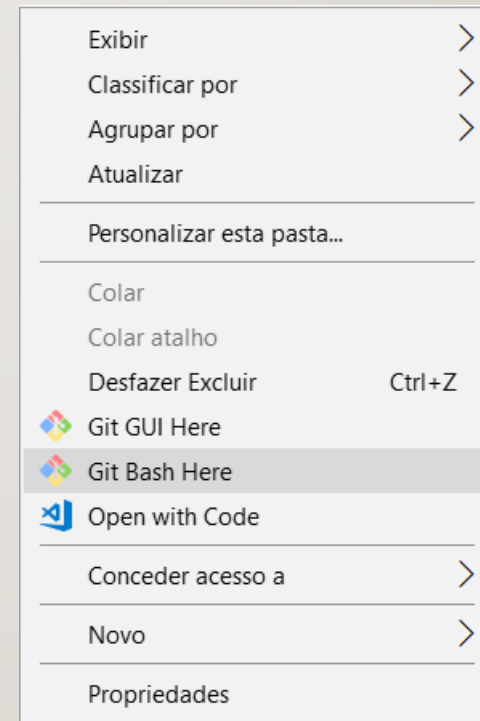 Exibir
Classificar por
Agrupar por
Atualizar
Personalizar esta pasta...
Colar
Colar atalho
Desfazer Excluir Ctrl+Z
Git GUI Here
Git Bash Here
Open with Code
Conceder acesso a
Novo
Propriedades